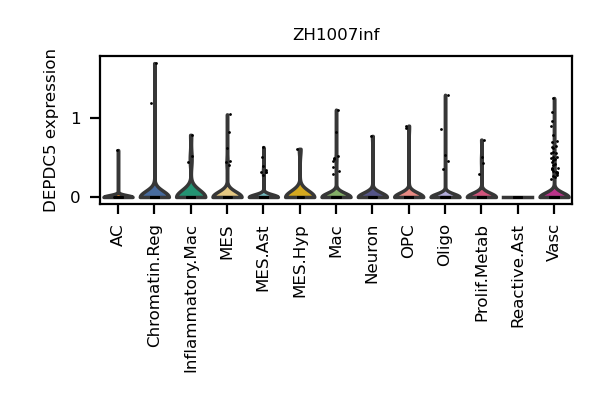 ZH1007inf
DEPDC5 expression
1
0
AC
Chromatin.Reg
Inflammatory.Mac
MES
MES.Ast
MES.Hyp
Mac
Neuron
OPC
Oligo
Prolif.Metab
Reactive.Ast
Vasc